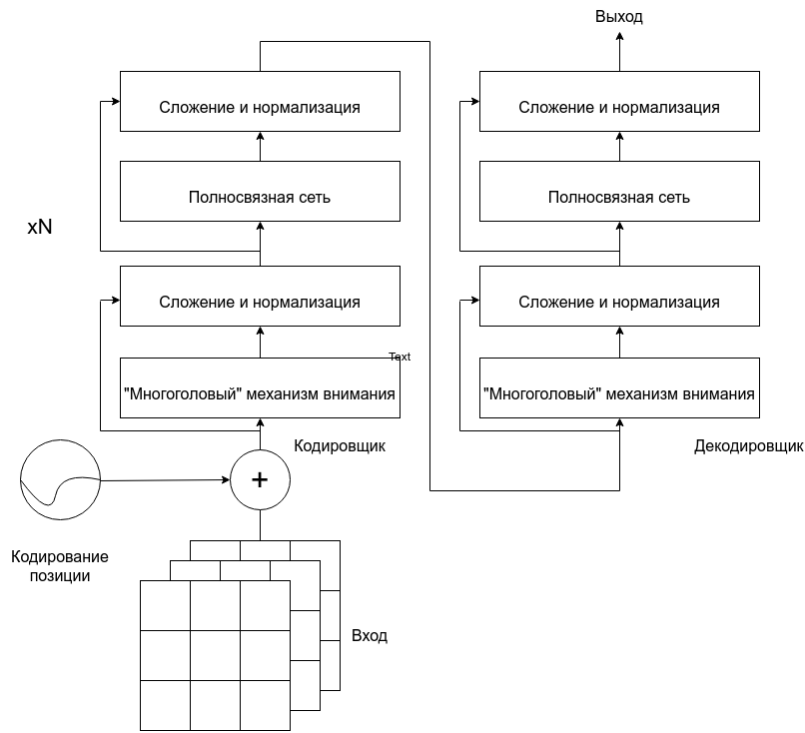 Выход
Сложение и нормализация
Сложение и нормализация
Полносвязная сеть
Полносвязная сеть
xN
Сложение и нормализация
Сложение и нормализация
Text
"Многоголовый" механизм внимания
"Многоголовый" механизм внимания
Кодировщик
Декодировщик
+
Кодирование
позиции
Вход